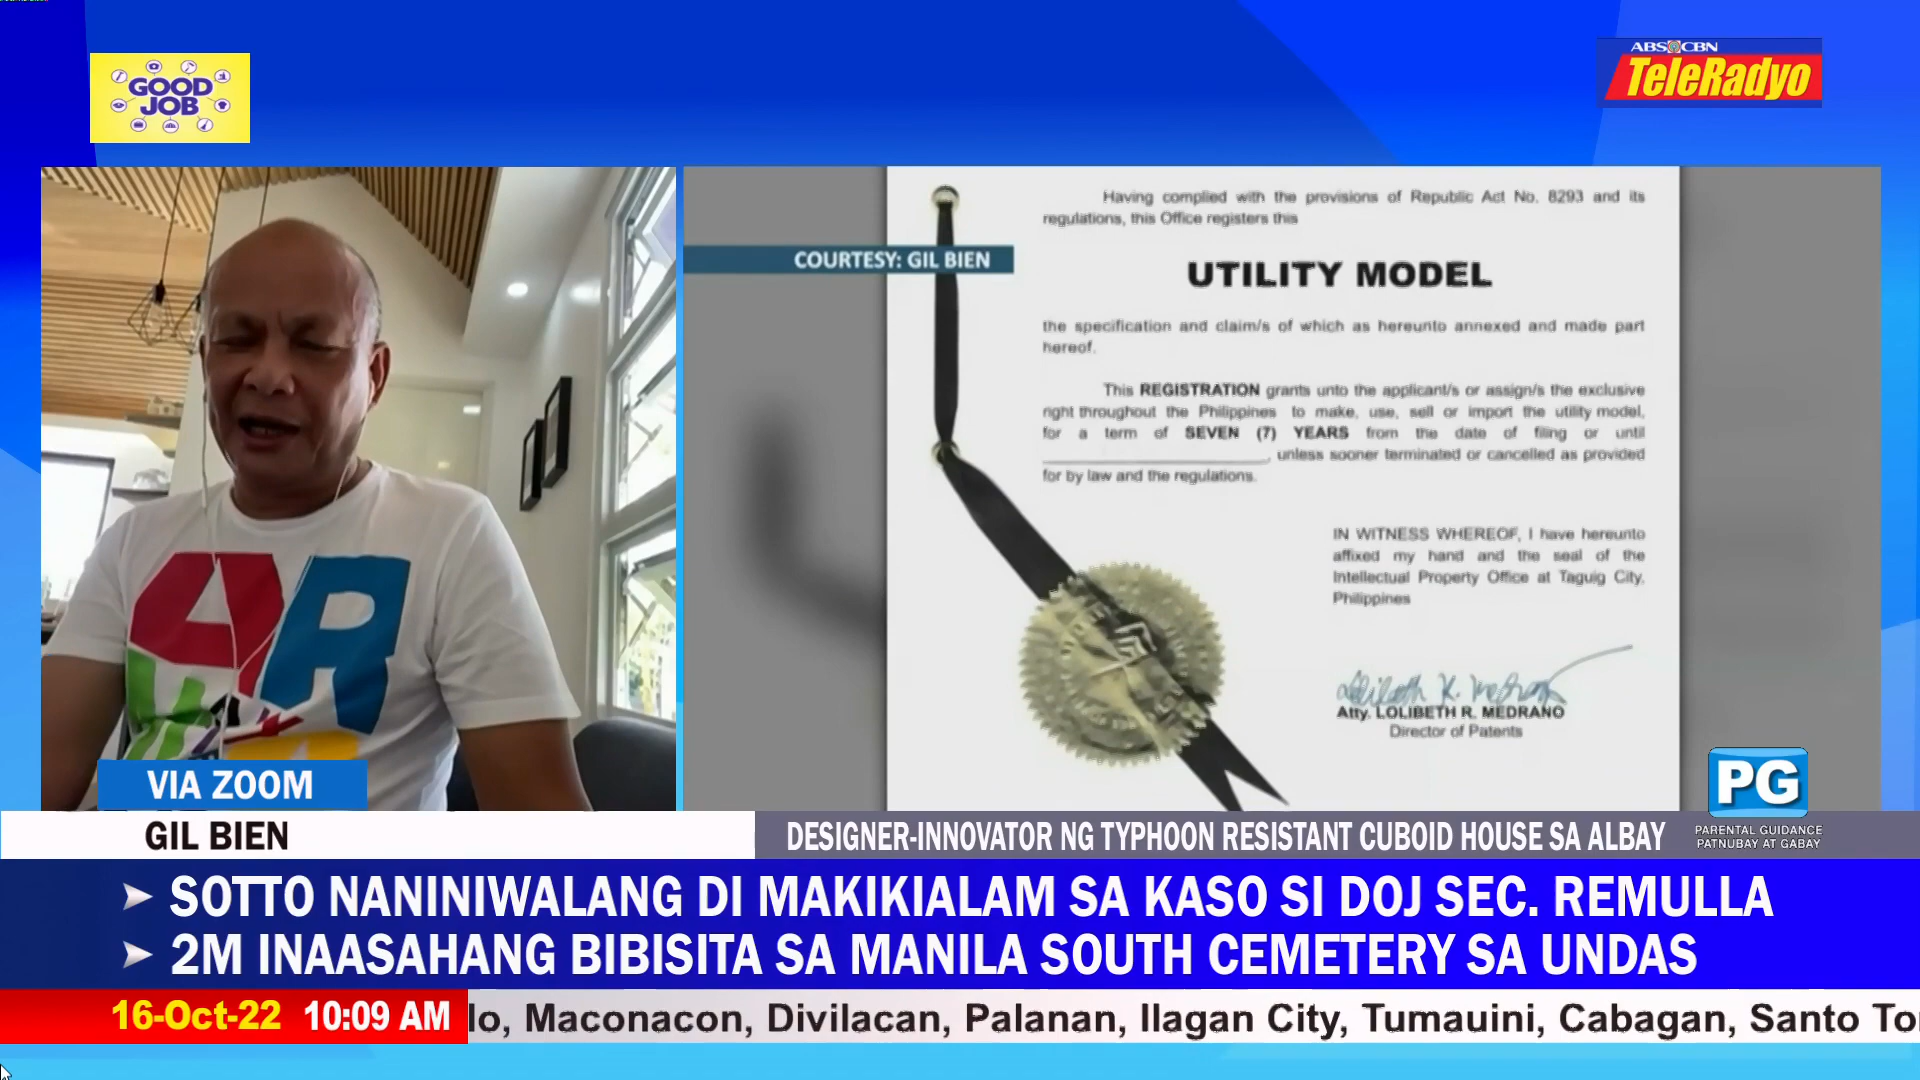 GOOD
JOB
ABS CBN
TeleRadyo
Having complied with the provisions of Republic Act No. 8293 and its
regulations, this Office registers this
COURTESY: GIL BIEN
UTILITY MODEL
the specification and claim/s of which as hereunto annexed and made part
hereof.
This REGISTRATION grants unto the applicant/s or assign/s the exclusive
right throughout the Philippines to make, use, sell or import the utility model,
for a term of SEVEN (7) YEARS from the date of filing or until
, unless sooner terminated or cancelled as provided
for by law and the regulations.
IN WITNESS WHEREOF, I have hereunto
affixed my hand and the seal of the
Intellectual Property Office at Taguig City,
Philippines
Atty. LOLIBETH R. MEDRANO
Director of Patents
AR
VIA ZOOM
PG
PARENTAL GUIDANCE
PATNUBAY AT GABAY
GIL BIEN
DESIGNER-INNOVATOR NG TYPHOON RESISTANT CUBOID HOUSE SA ALBAY
SOTTO NANINIWALANG DI MAKIKIALAM SA KASO SI DOJ SEC. REMULLA
2M INAASAHANG BIBISITA SA MANILA SOUTH CEMETERY SA UNDAS
16-Oct-22 10:09 AM lo, Maconacon, Divilacan, Palanan, Ilagan City, Tumauini, Cabagan, Santo To